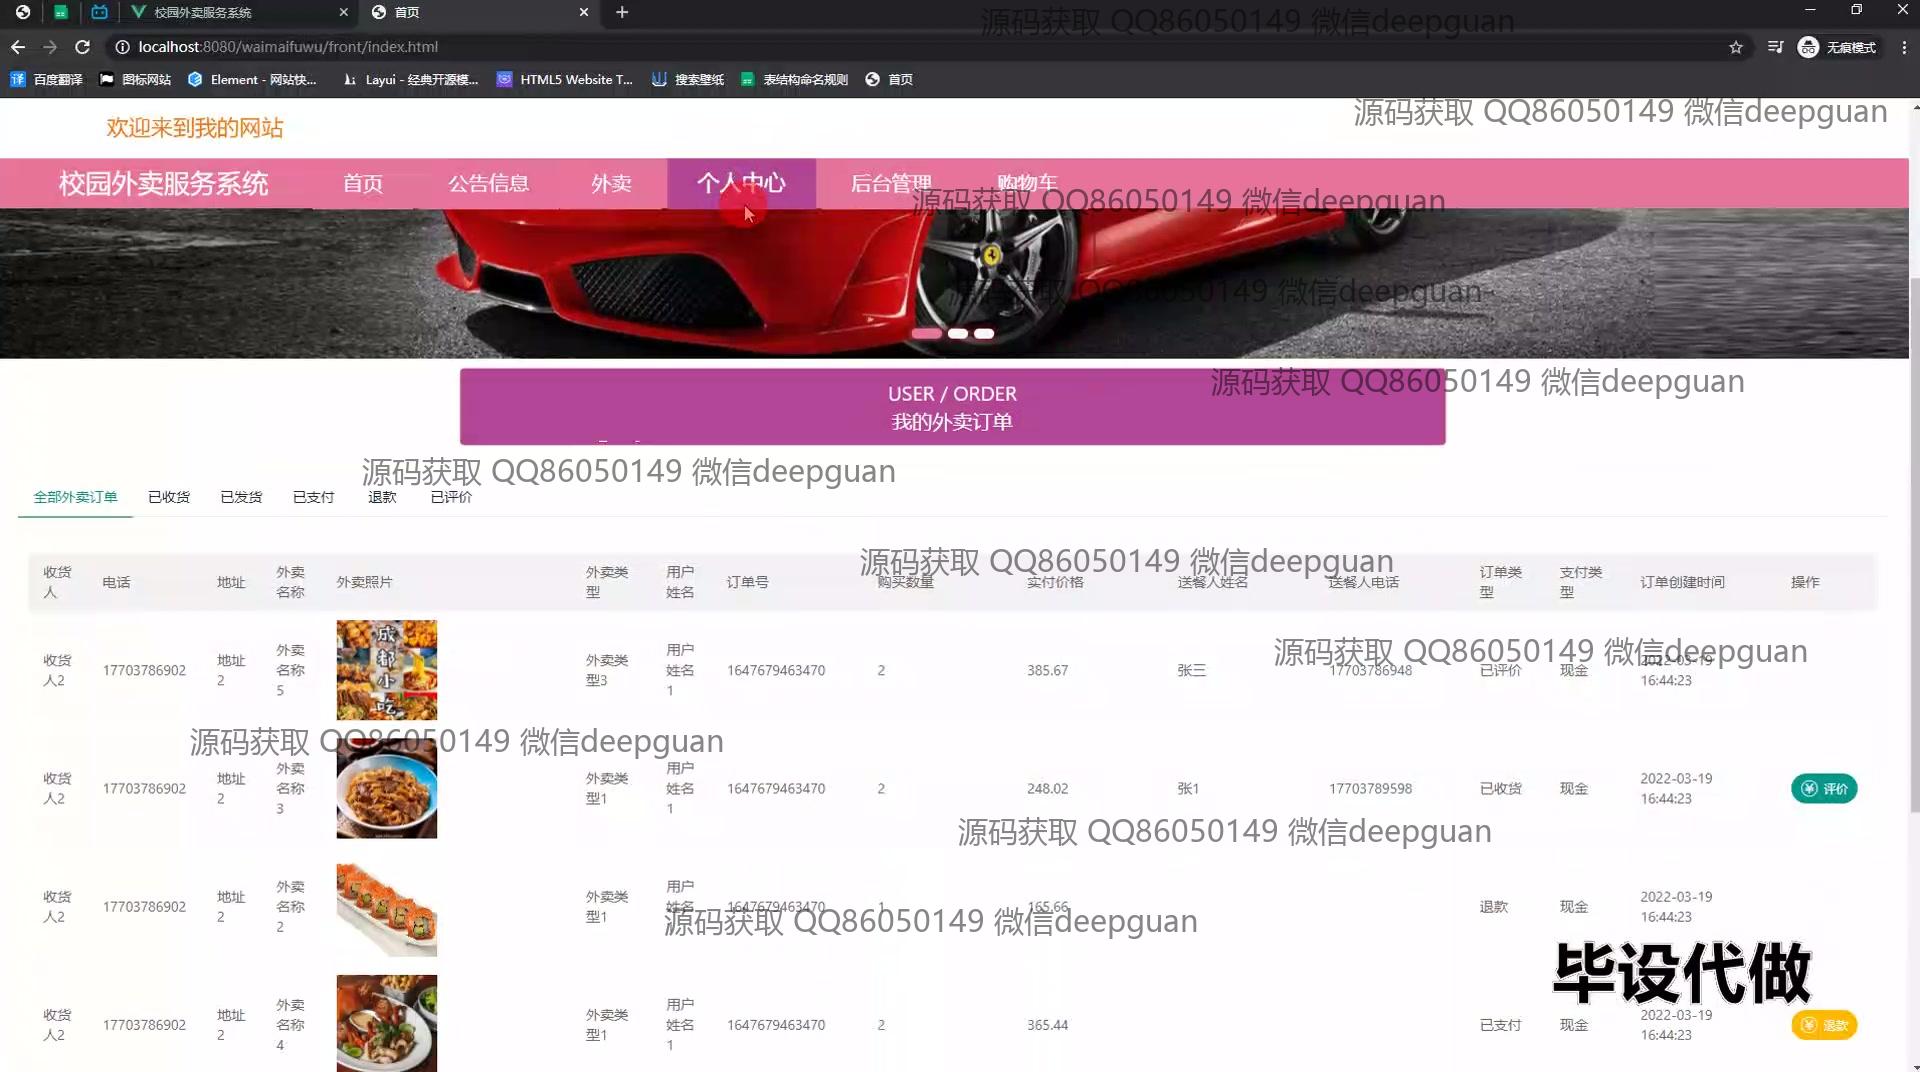 校园外卖服务系统
首页
源码获取 QQ86050149 微信deepguan
localhost:8080/waimaifuwu/front/index.html
无痕模式
百度翻译
图标网站
Element - 网站快...
Layui - 经典开源模...
HTML5 Website T...
搜索壁纸
表结构命名规则
首页
源码获取 QQ86050149 微信deepguan
欢迎来到我的网站
校园外卖服务系统
首页
公告信息
外卖
个人中心
后台管理
购物车
源码获取 QQ86050149 微信deepguan
源码获取 QQ86050149 微信deepguan
USER / ORDER
源码获取 QQ86050149 微信deepguan
我的外卖订单
源码获取 QQ86050149 微信deepguan
全部外卖订单
已收货
已发货
已支付
退款
已评价
源码获取 QQ86050149 微信deepguan
收货人
电话
地址
外卖名称
外卖照片
外卖类型
用户姓名
订单号
购买数量
实付价格
送餐人姓名
送餐人电话
订单类型
支付类型
订单创建时间
操作
源码获取 QQ86050149 微信deepguan
收货人2
17703786902
地址2
外卖名称5
成都小吃
外卖类型3
用户姓名1
1647679463470
2
385.67
张三
17703786948
已评价
现金
2022-03-19
16:44:23
源码获取 QQ86050149 微信deepguan
收货人2
17703786902
地址2
外卖名称3
外卖类型1
用户姓名1
1647679463470
2
248.02
张1
17703789598
已收货
现金
2022-03-19
16:44:23
评价
源码获取 QQ86050149 微信deepguan
收货人2
17703786902
地址2
外卖名称2
外卖类型1
用户姓名1
1647679463470
1
165.66
退款
现金
2022-03-19
16:44:23
源码获取 QQ86050149 微信deepguan
毕设代做
收货人2
17703786902
地址2
外卖名称4
外卖类型1
用户姓名1
1647679463470
2
365.44
已支付
现金
2022-03-19
16:44:23
退款